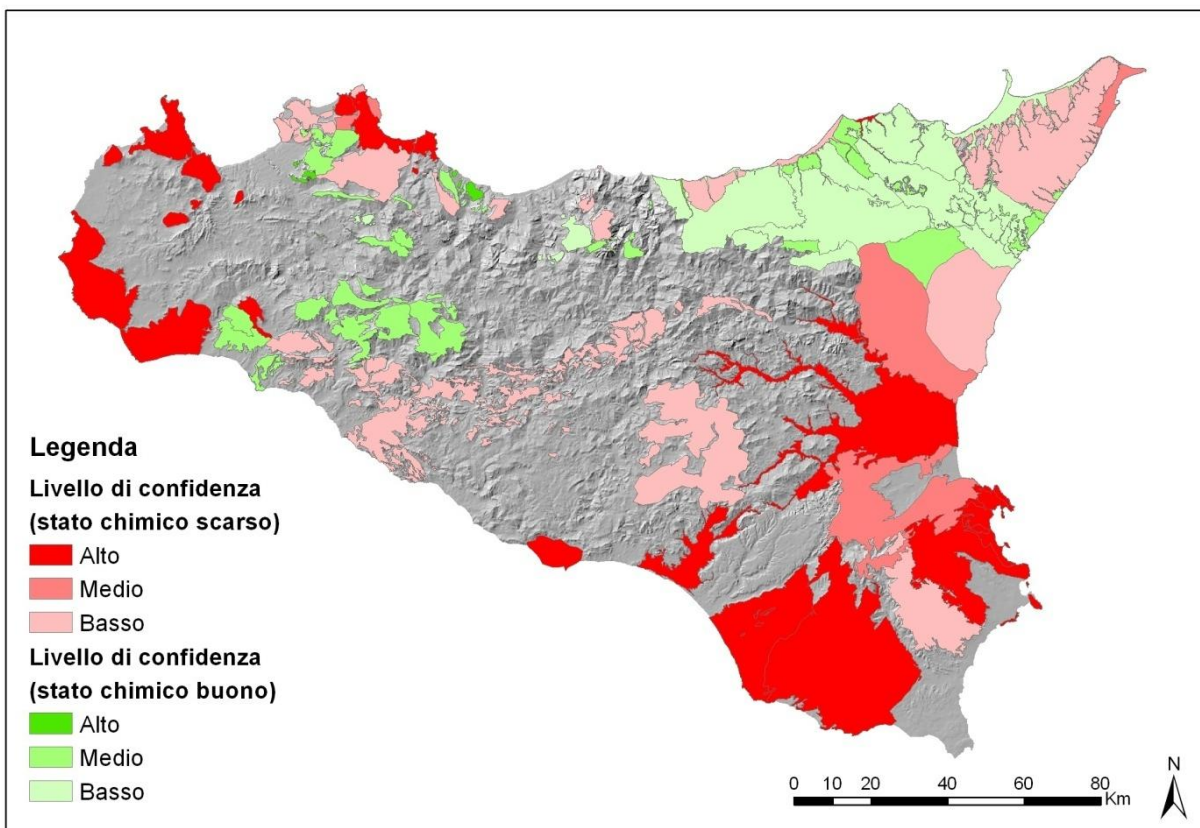 Legenda
Livello di confidenza
(stato chimico scarso)
Alto
Medio
Basso
Livello di confidenza
(stato chimico buono)
Alto
Medio
Basso
N
0 10 20 40 60 80
Km